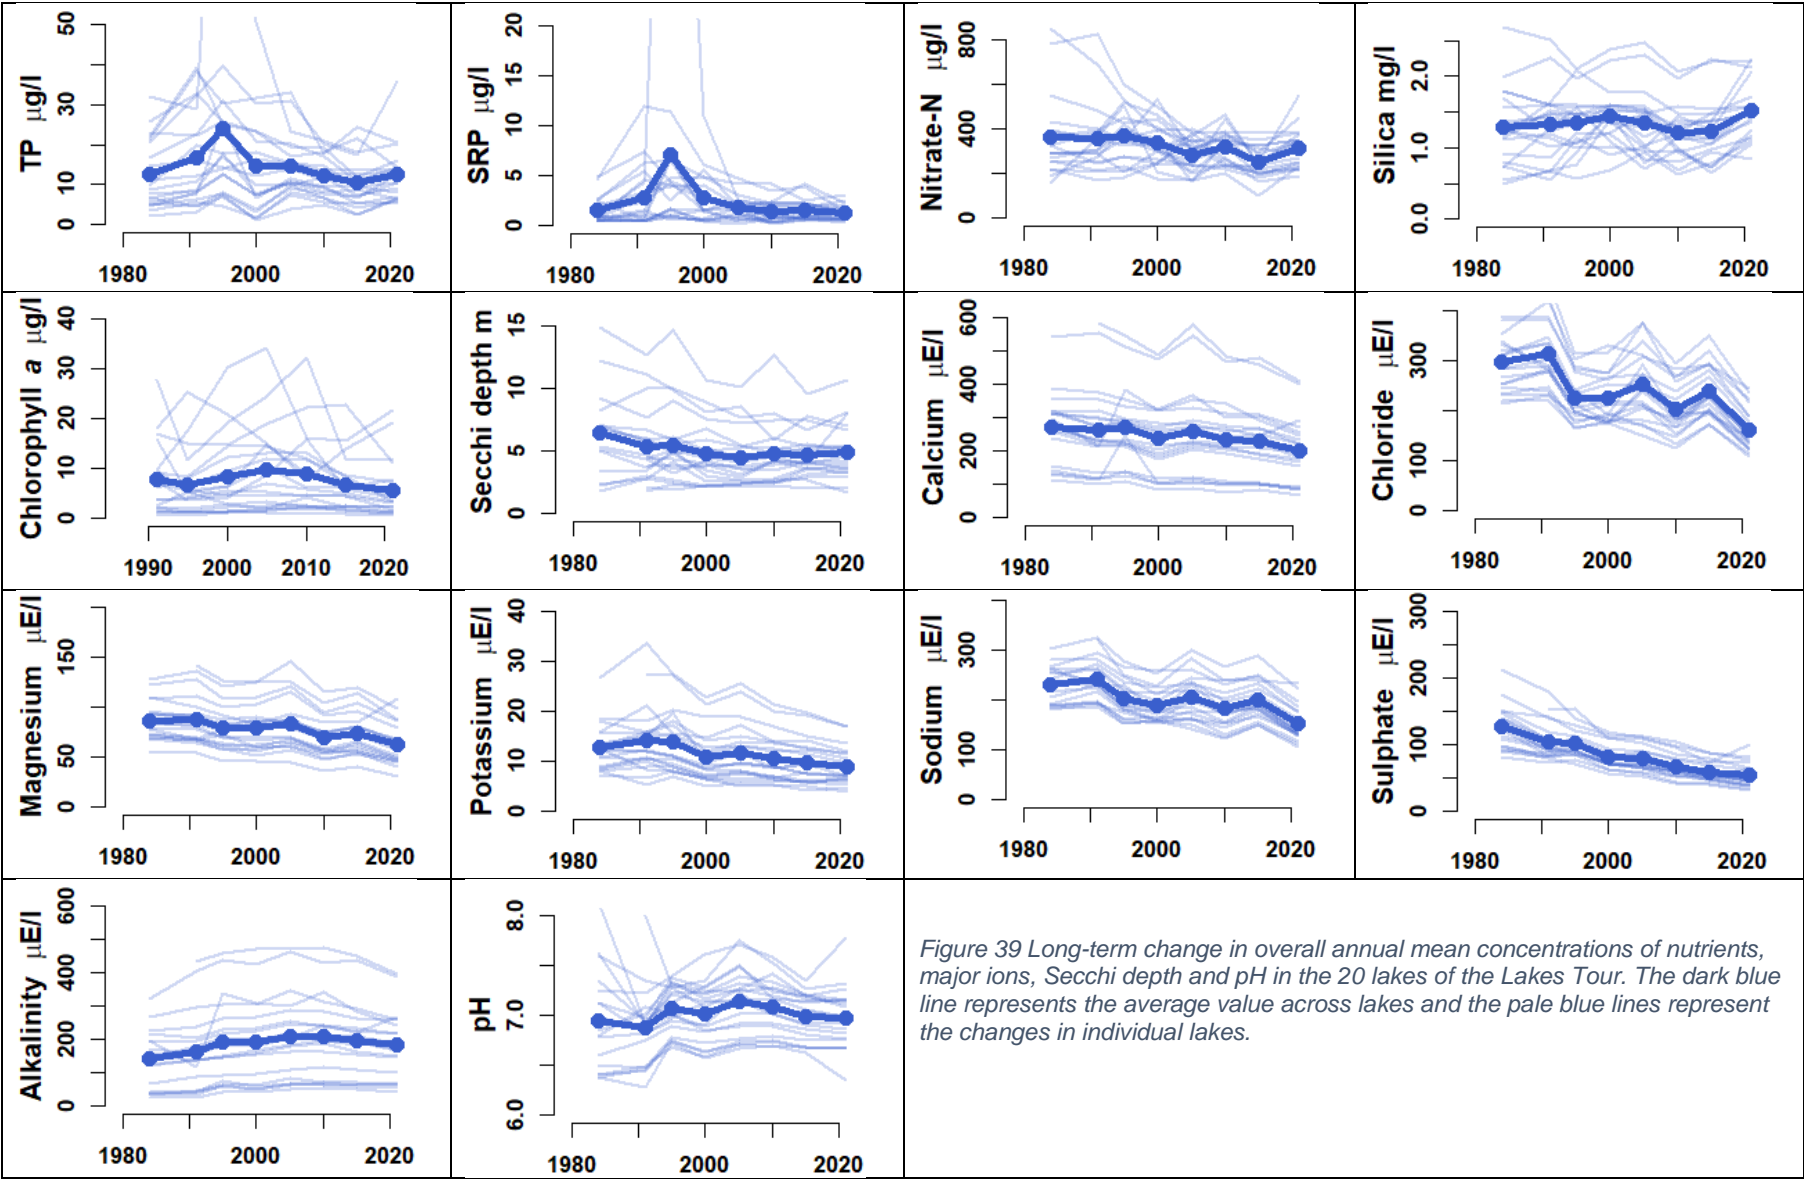 TP µg/l
50
30
10
0
1980 2000 2020
SRP µg/l
20
15
10
5
0
1980 2000 2020
Nitrate-N µg/l
800
400
0
1980 2000 2020
Silica mg/l
2.0
1.0
0.0
1980 2000 2020
Chlorophyll a µg/l
40
30
20
10
0
1990 2000 2010 2020
Secchi depth m
15
10
5
0
1980 2000 2020
Calcium µE/l
600
400
200
0
1980 2000 2020
Chloride µE/l
300
100
0
1980 2000 2020
Magnesium µE/l
150
50
0
1980 2000 2020
Potassium µE/l
40
30
20
10
0
1980 2000 2020
Sodium µE/l
300
100
0
1980 2000 2020
Sulphate µE/l
300
200
100
0
1980 2000 2020
Alkalinity µE/l
600
400
200
0
1980 2000 2020
pH
8.0
7.0
6.0
1980 2000 2020
Figure 39 Long-term change in overall annual mean concentrations of nutrients,
major ions, Secchi depth and pH in the 20 lakes of the Lakes Tour. The dark blue
line represents the average value across lakes and the pale blue lines represent
the changes in individual lakes.